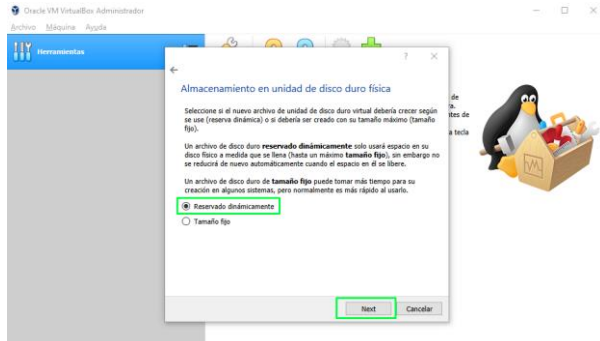 Oracle VM VirtualBox Administrador
Archivo Máquina Ayuda
Herramientas
?
Almacenamiento en unidad de disco duro física
Seleccione si el nuevo archivo de unidad de disco duro virtual debería crecer según
se use (reserva dinámica) o si debería ser creado con su tamaño máximo (tamaño
fijo).
Un archivo de disco duro reservado dinámicamente solo usará espacio en su
disco físico a medida que se llena (hasta un máximo tamaño fijo), sin embargo no
se reducirá de nuevo automáticamente cuando el espacio en él se libere.
Un archivo de disco duro de tamaño fijo puede tomar más tiempo para su
creación en algunos sistemas, pero normalmente es más rápido al usarlo.
Reservado dinámicamente
Tamaño fijo
Next Cancelar
de
tes de
a tecla